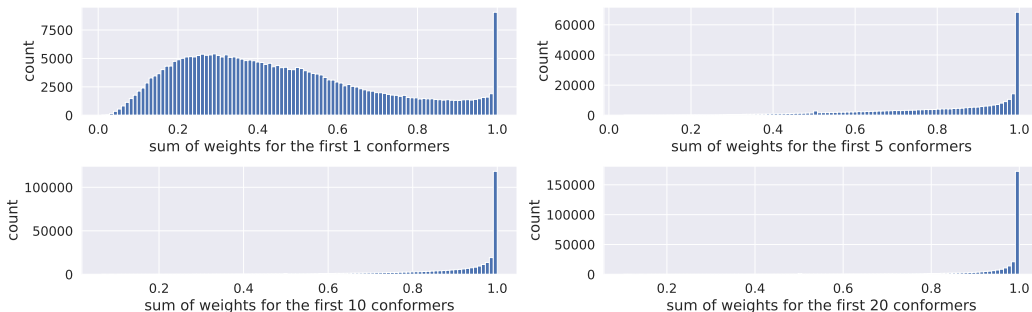 count
7500
5000
2500
0
0.0 0.2 0.4 0.6 0.8 1.0
sum of weights for the first 1 conformers
count
60000
40000
20000
0
0.0 0.2 0.4 0.6 0.8 1.0
sum of weights for the first 5 conformers
count
100000
50000
0
0.2 0.4 0.6 0.8 1.0
sum of weights for the first 10 conformers
count
150000
100000
50000
0
0.2 0.4 0.6 0.8 1.0
sum of weights for the first 20 conformers